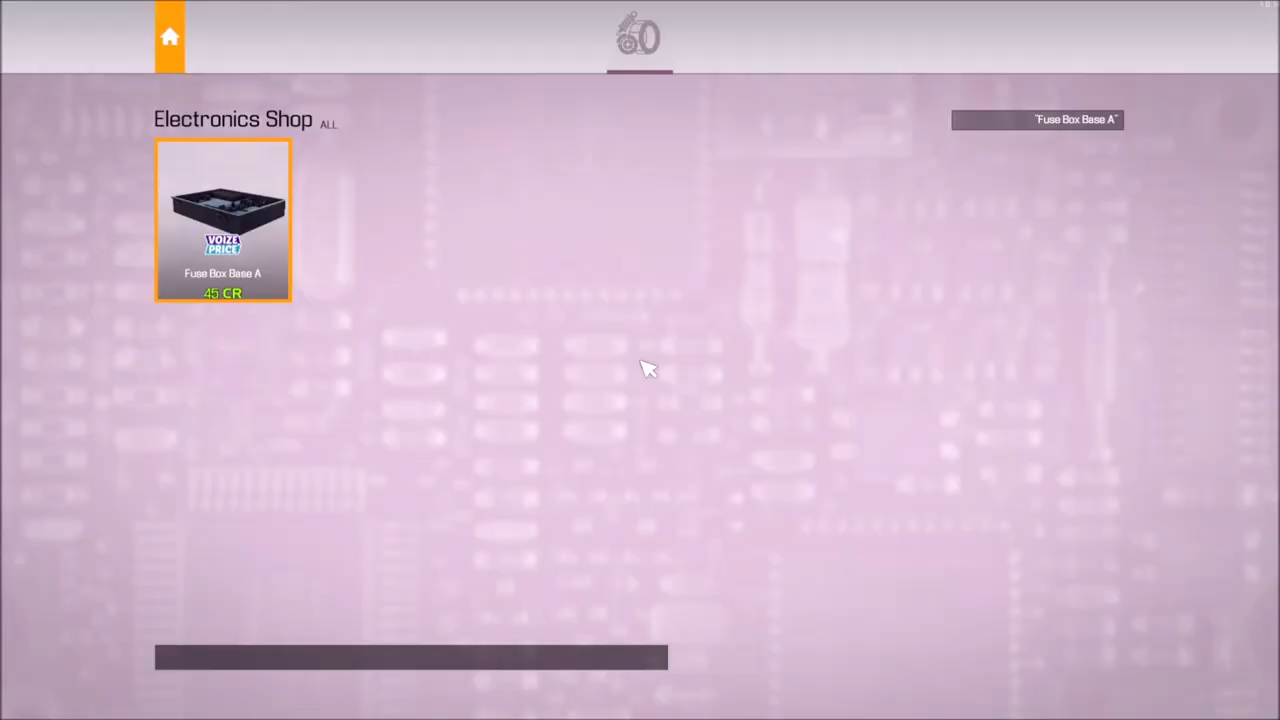 Electronics Shop ALL
"Fuse Box Base A"
VOIZE
PRICE
Fuse Box Base A
45 CR